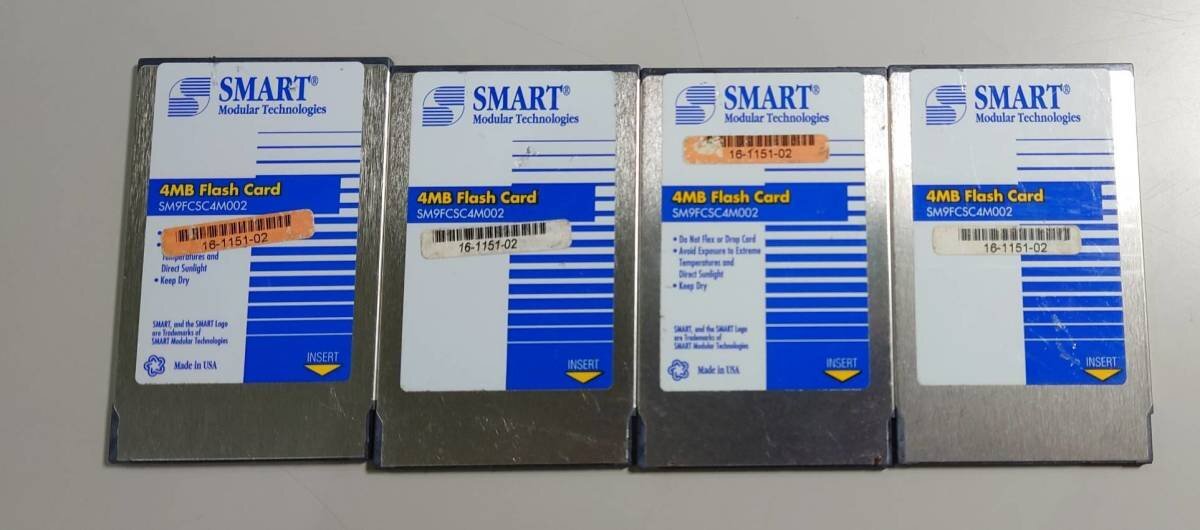 SMART®
Modular Technologies
4MB Flash Card
SM9FCSC4M002
16-1151-02
Temperatures and
Direct Sunlight
• Keep Dry
SMART, and the SMART Logo
are Trademarks of
SMART Modular Technologies
Made in USA
INSERT
SMART®
Modular Technologies
4MB Flash Card
SM9FCSC4M002
16-1151-02
INSERT
SMART®
Modular Technologies
16-1151-02
4MB Flash Card
SM9FCSC4M002
• Do Not Flex or Drop Card
• Avoid Exposure to Extreme
Temperatures and
Direct Sunlight
• Keep Dry
SMART, and the SMART Logo
are Trademarks of
SMART Modular Technologies
Made in USA
INSERT
SMART®
Modular Technologies
4MB Flash Card
SM9FCSC4M002
16-1151-02
INSERT